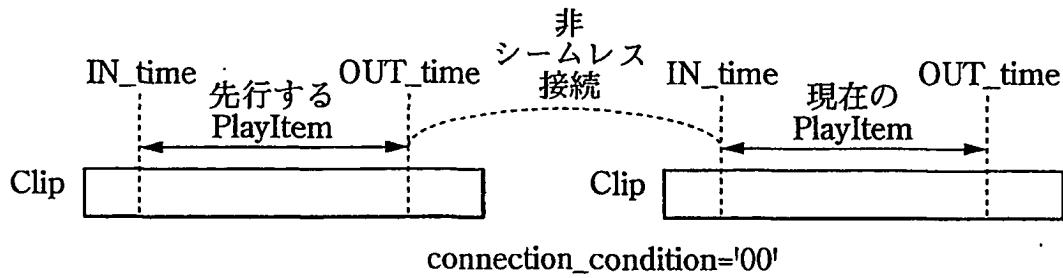 非
シームレス
接続
IN_time
OUT_time
IN_time
OUT_time
先行する
PlayItem
現在の
PlayItem
Clip
Clip
connection_condition='00'